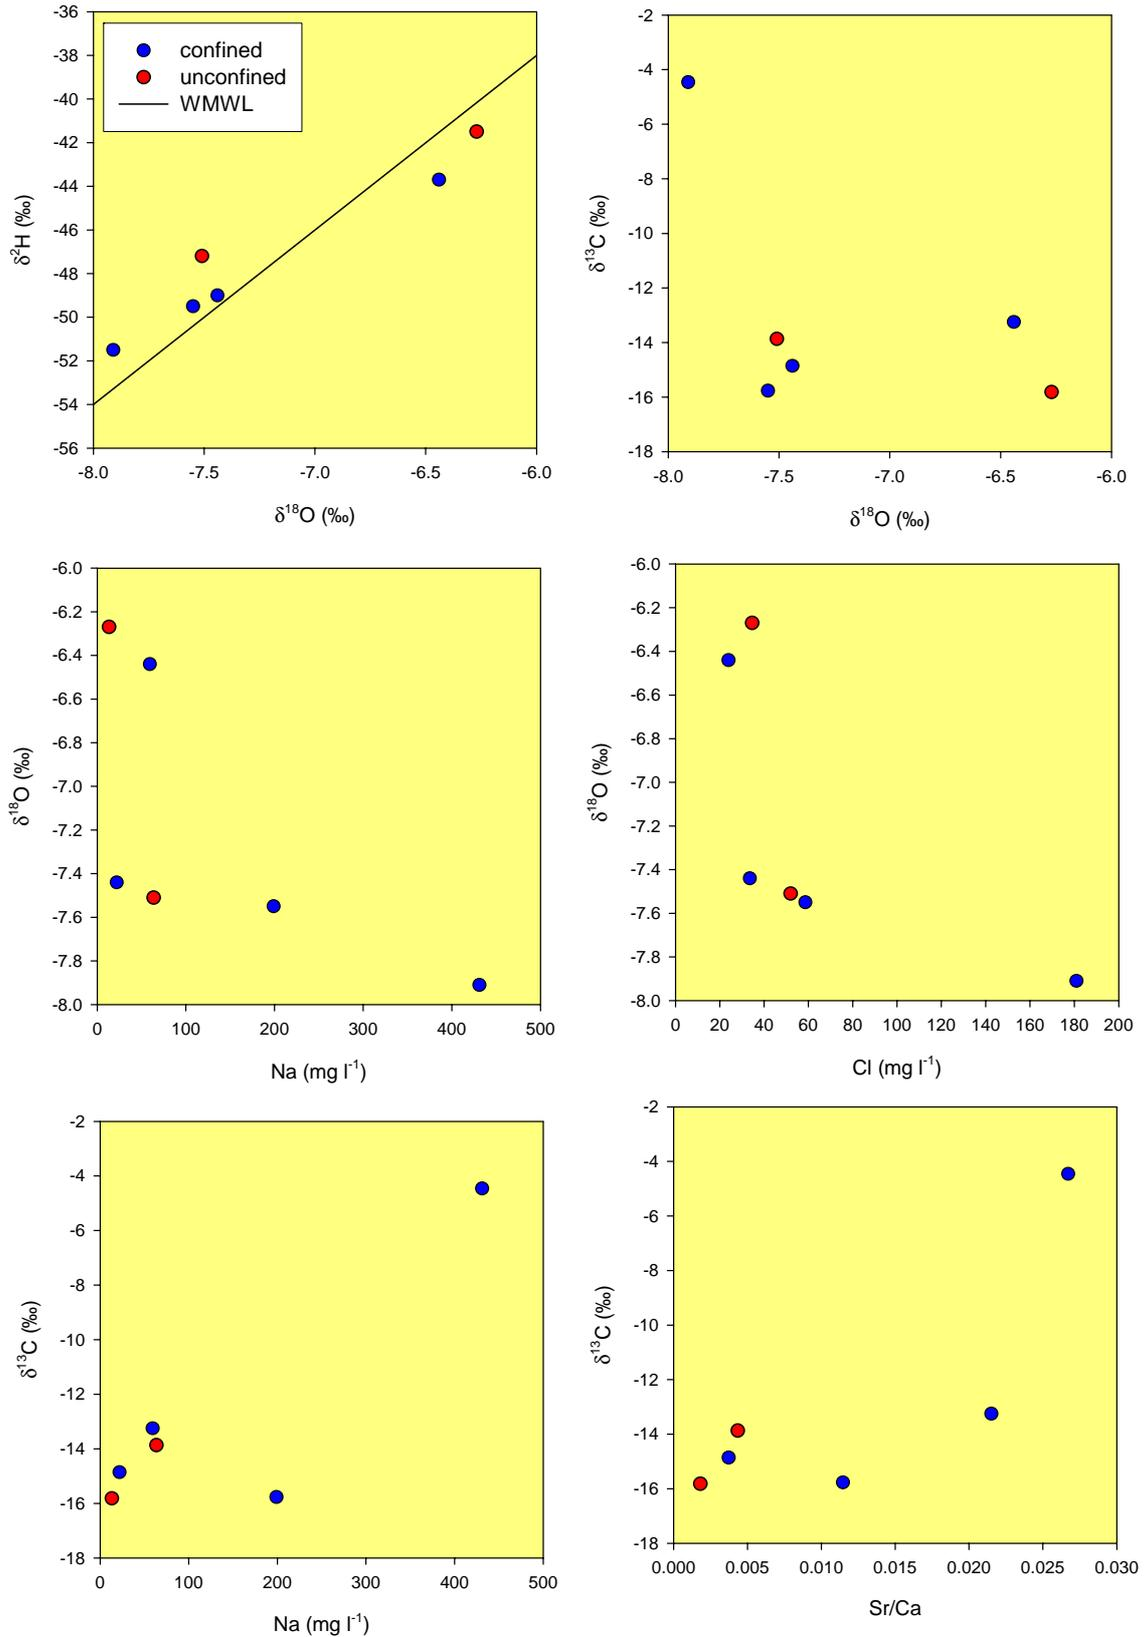 -36
-38
-40
-42
-44
-46
-48
-50
-52
-54
-56
δ²H (‰)
confined
unconfined
WMWL
-8.0 -7.5 -7.0 -6.5 -6.0
δ¹⁸O (‰)
-2
-4
-6
-8
-10
-12
-14
-16
-18
δ¹³C (‰)
-8.0 -7.5 -7.0 -6.5 -6.0
δ¹⁸O (‰)
-6.0
-6.2
-6.4
-6.6
-6.8
-7.0
-7.2
-7.4
-7.6
-7.8
-8.0
δ¹⁸O (‰)
0 100 200 300 400 500
Na (mg l⁻¹)
-6.0
-6.2
-6.4
-6.6
-6.8
-7.0
-7.2
-7.4
-7.6
-7.8
-8.0
δ¹⁸O (‰)
0 20 40 60 80 100 120 140 160 180 200
Cl (mg l⁻¹)
-2
-4
-6
-8
-10
-12
-14
-16
-18
δ¹³C (‰)
0 100 200 300 400 500
Na (mg l⁻¹)
-2
-4
-6
-8
-10
-12
-14
-16
-18
δ¹³C (‰)
0.000 0.005 0.010 0.015 0.020 0.025 0.030
Sr/Ca